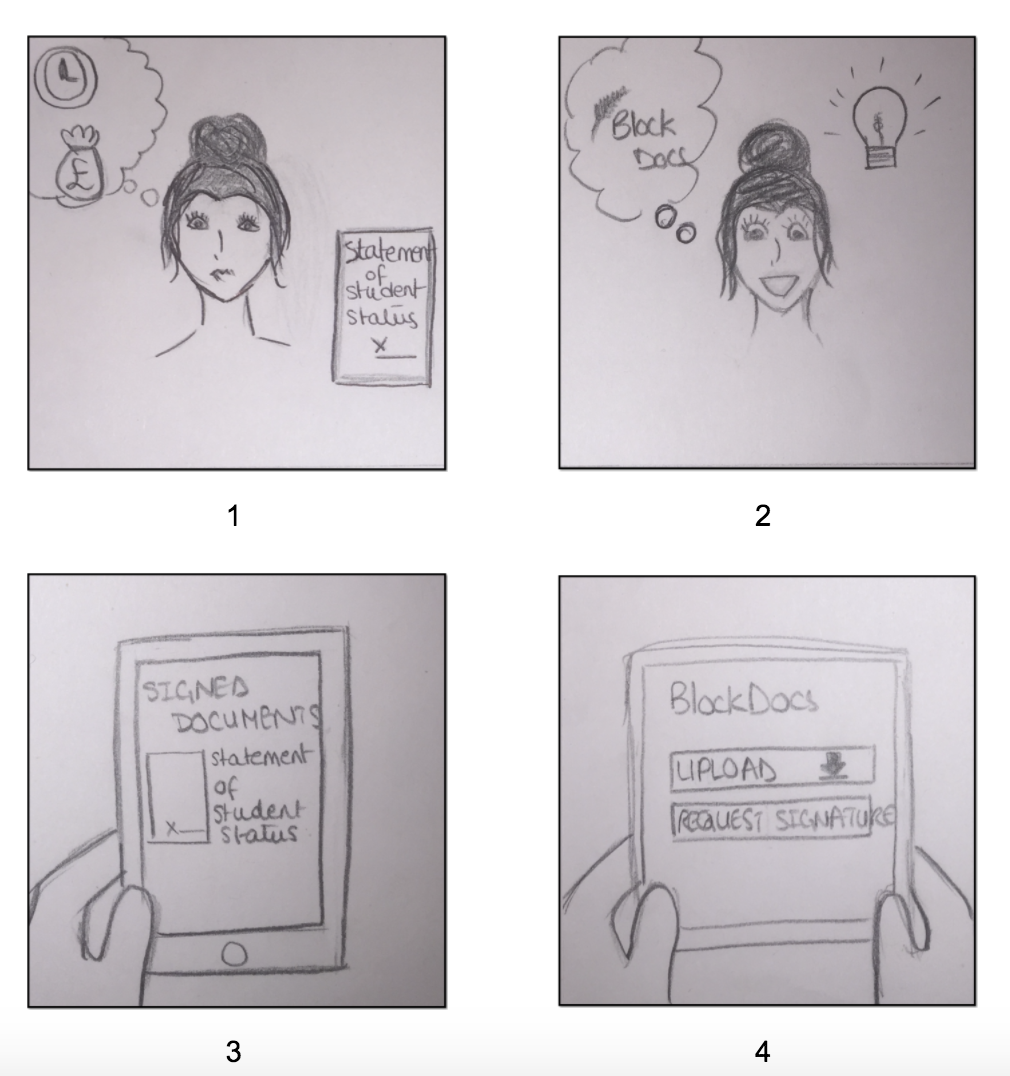 £
Statement
of
student
status
X
1
Block
Docs
2
SIGNED
DOCUMENTS
statement
of
student
status
X
3
BlockDocs
UPLOAD
REQUEST SIGNATURE
4